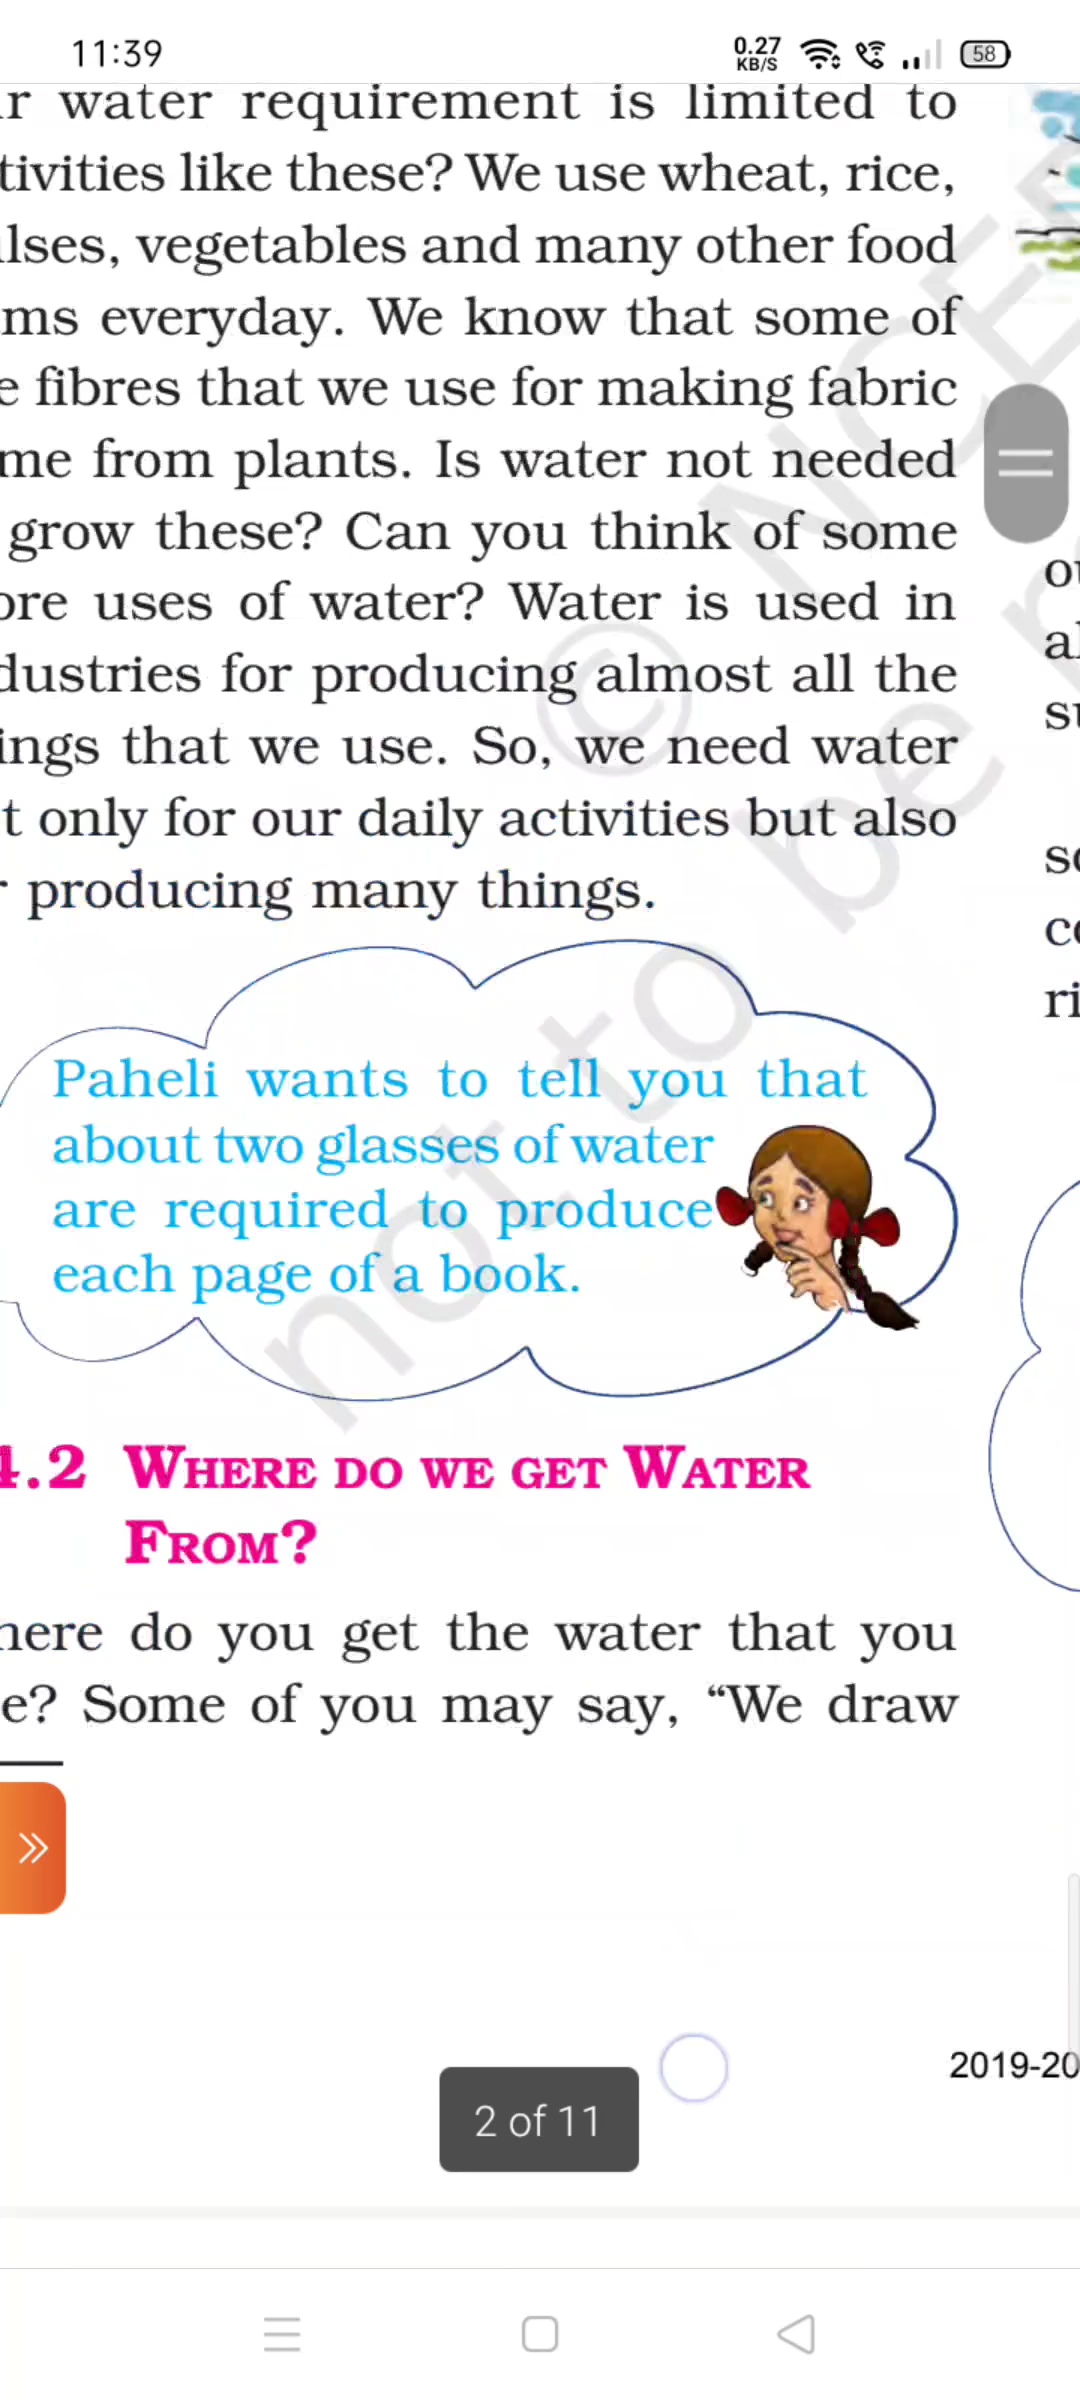 11:39
0.27
KB/S
58
r water requirement is limited to
tivities like these? We use wheat, rice,
lses, vegetables and many other food
ms everyday. We know that some of
e fibres that we use for making fabric
me from plants. Is water not needed
grow these? Can you think of some
ore uses of water? Water is used in
dustries for producing almost all the
ings that we use. So, we need water
t only for our daily activities but also
r producing many things.
Paheli wants to tell you that
about two glasses of water
are required to produce
each page of a book.
4.2 WHERE DO WE GET WATER
FROM?
here do you get the water that you
e? Some of you may say, “We draw
2019-20
2 of 11
© NCE
not to be r
ri